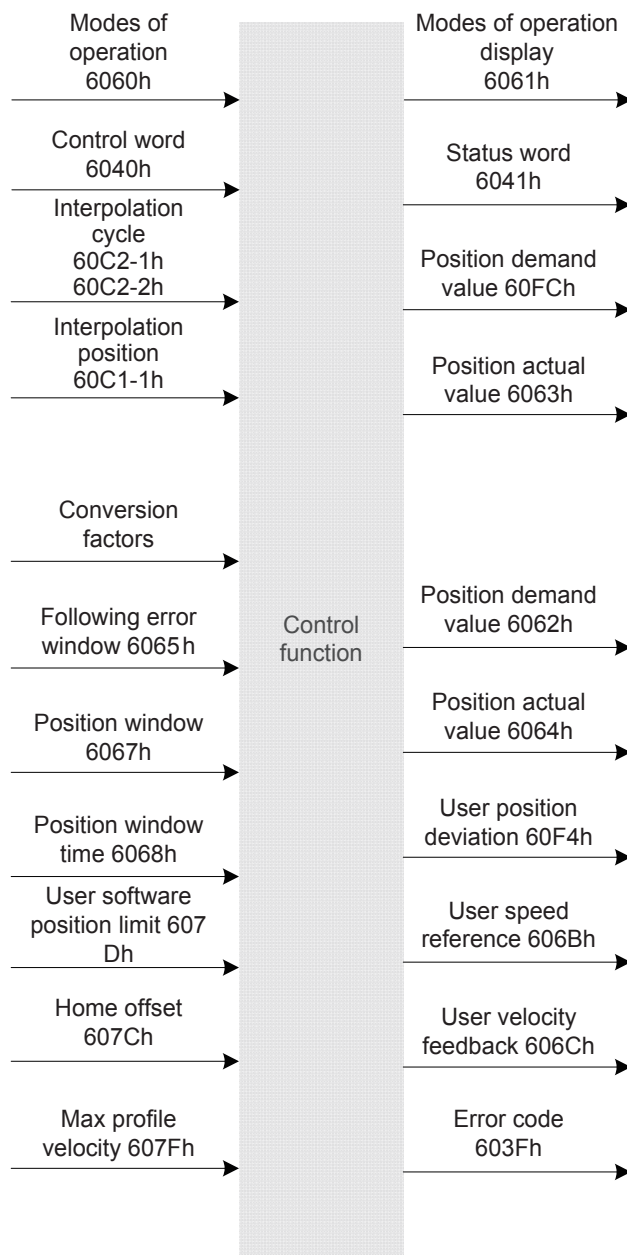 Modes of
operation
6060h
Control word
6040h
Interpolation
cycle
60C2-1h
60C2-2h
Interpolation
position
60C1-1h
Conversion
factors
Following error
window 6065h
Position window
6067h
Position window
time 6068h
User software
position limit 607
Dh
Home offset
607Ch
Max profile
velocity 607Fh
Control
function
Modes of operation
display
6061h
Status word
6041h
Position demand
value 60FCh
Position actual
value 6063h
Position demand
value 6062h
Position actual
value 6064h
User position
deviation 60F4h
User speed
reference 606Bh
User velocity
feedback 606Ch
Error code
603Fh